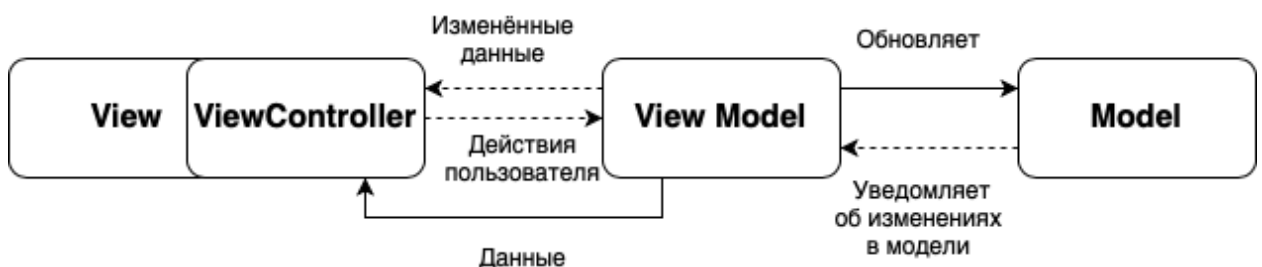 Изменённые
данные
Обновляет
View
ViewController
View Model
Model
Действия
пользователя
Уведомляет
об изменениях
в модели
Данные